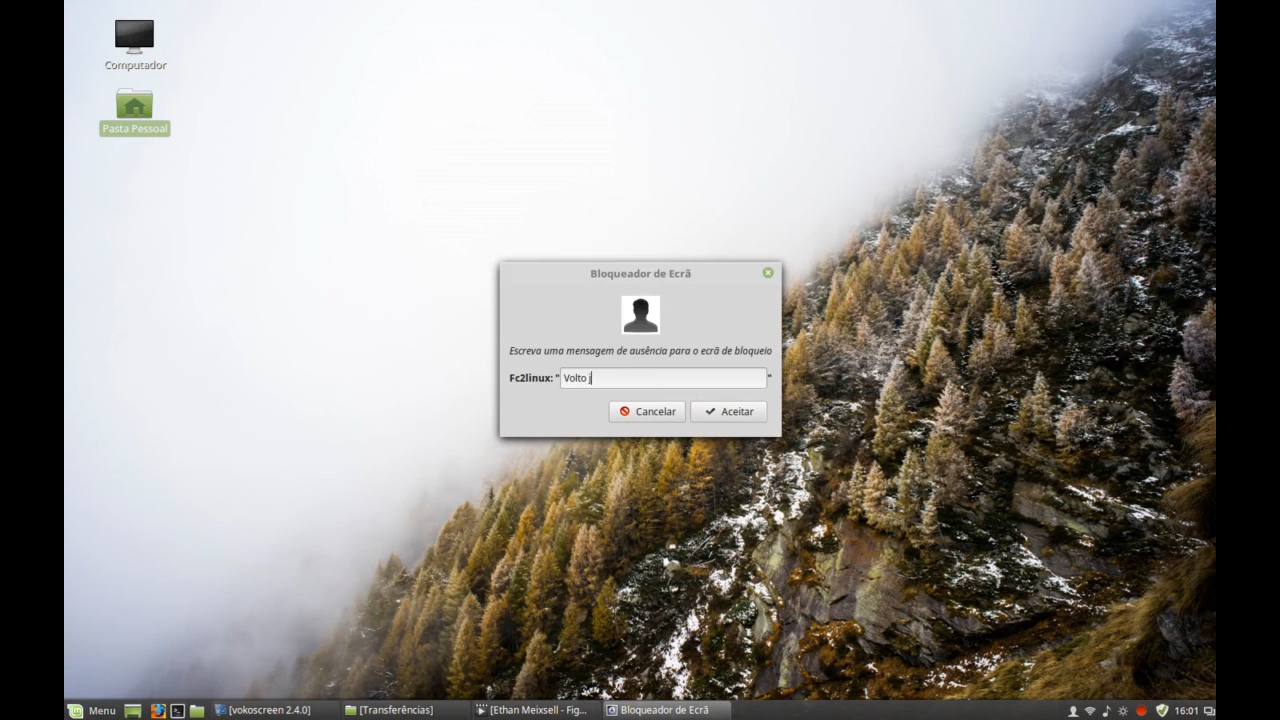 Computador
Pasta Pessoal
Bloqueador de Ecrã
Escreva uma mensagem de ausência para o ecrã de bloqueio
Fc2linux: "Volto j"
Cancelar
Aceitar
Menu
[vokoscreen 2.4.0]
[Transferências]
[Ethan Meixsell - Fig...
Bloqueador de Ecrã
16:01